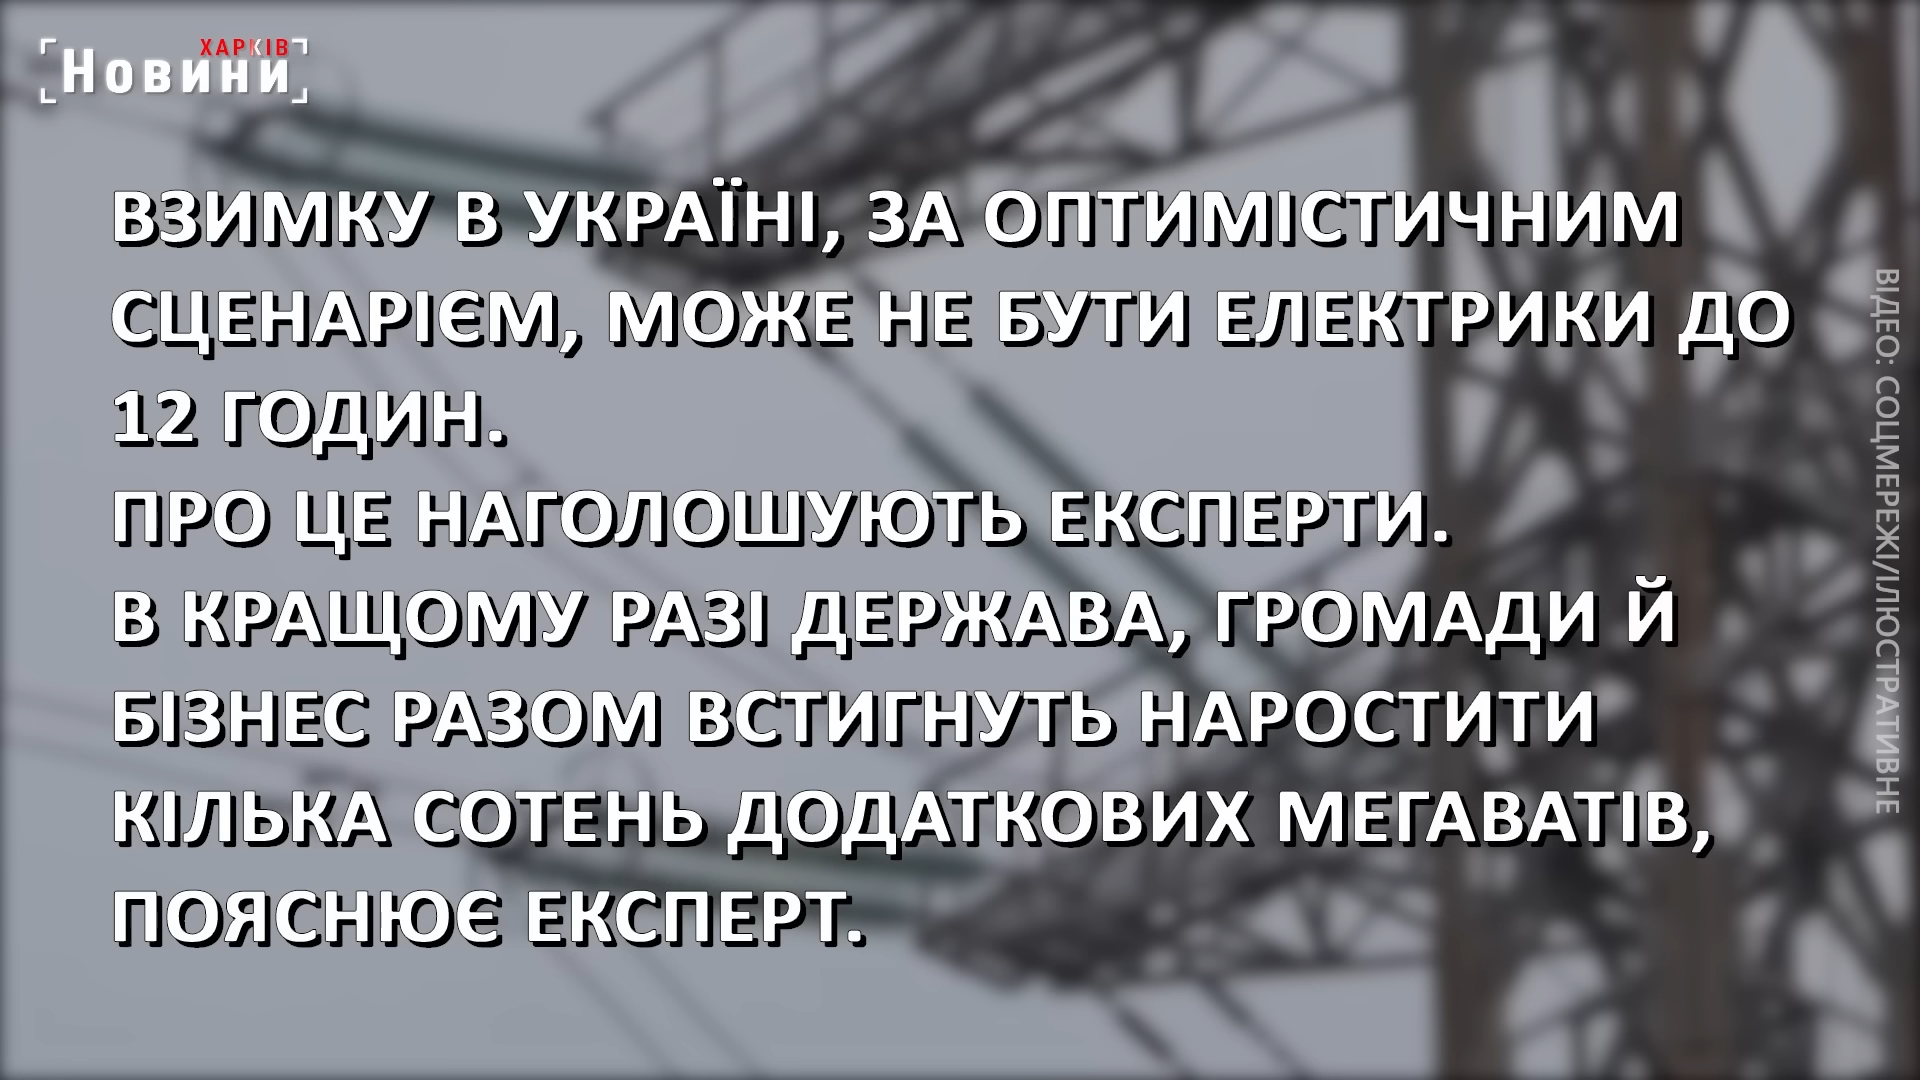 ХАРКІВ
Новини
ВЗИМКУ В УКРАЇНІ, ЗА ОПТИМІСТИЧНИМ
СЦЕНАРІЄМ, МОЖЕ НЕ БУТИ ЕЛЕКТРИКИ ДО
12 ГОДИН.
ПРО ЦЕ НАГОЛОШУЮТЬ ЕКСПЕРТИ.
В КРАЩОМУ РАЗІ ДЕРЖАВА, ГРОМАДИ Й
БІЗНЕС РАЗОМ ВСТИГНУТЬ НАРОСТИТИ
КІЛЬКА СОТЕНЬ ДОДАТКОВИХ МЕГАВАТІВ,
ПОЯСНЮЄ ЕКСПЕРТ.
ВІДЕО: СОЦМЕРЕЖІ/ІЛЮСТРАТИВНЕ